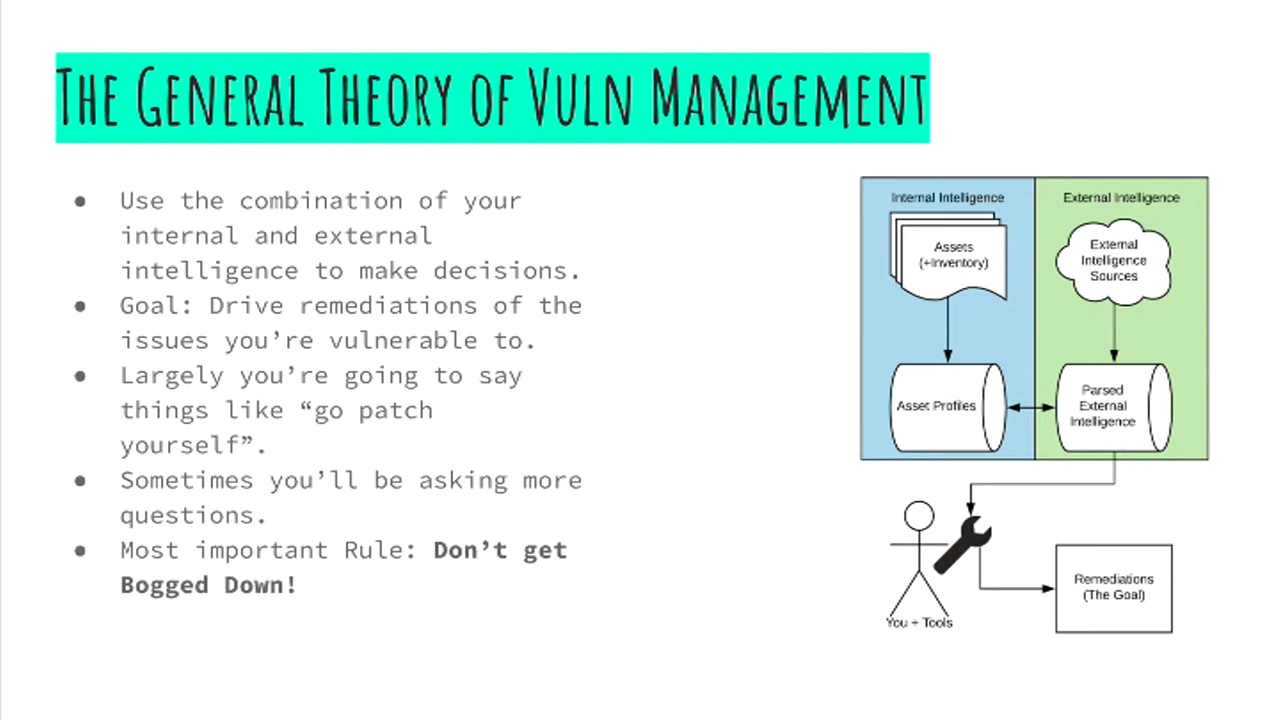 The General Theory of Vuln Management
● Use the combination of your
internal and external
intelligence to make decisions.
● Goal: Drive remediations of the
issues you’re vulnerable to.
● Largely you’re going to say
things like “go patch
yourself”.
● Sometimes you’ll be asking more
questions.
● Most important Rule: Don’t get
Bogged Down!
Internal Intelligence
External Intelligence
Assets
(+Inventory)
External
Intelligence
Sources
Asset Profiles
Parsed
External
Intelligence
You + Tools
Remediations
(The Goal)